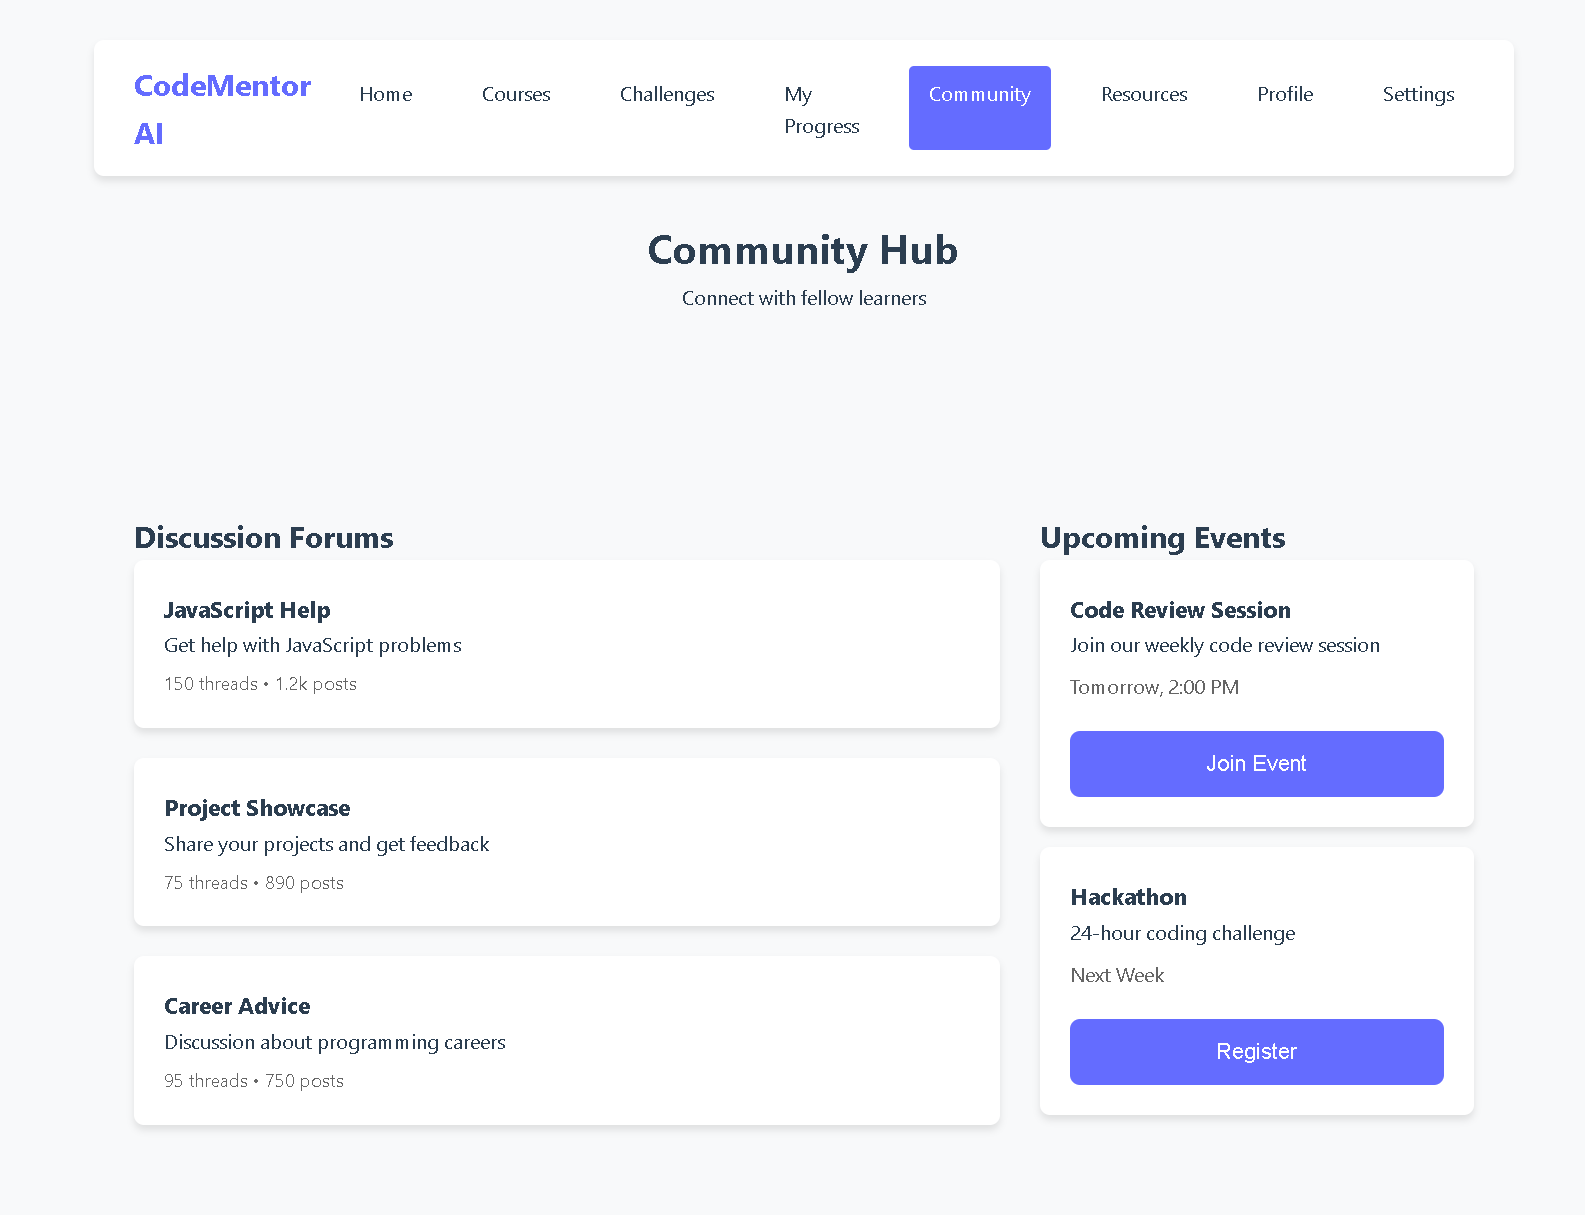 CodeMentor
AI
Home
Courses
Challenges
My
Progress
Community
Resources
Profile
Settings
Community Hub
Connect with fellow learners
Discussion Forums
JavaScript Help
Get help with JavaScript problems
150 threads • 1.2k posts
Project Showcase
Share your projects and get feedback
75 threads • 890 posts
Career Advice
Discussion about programming careers
95 threads • 750 posts
Upcoming Events
Code Review Session
Join our weekly code review session
Tomorrow, 2:00 PM
Join Event
Hackathon
24-hour coding challenge
Next Week
Register